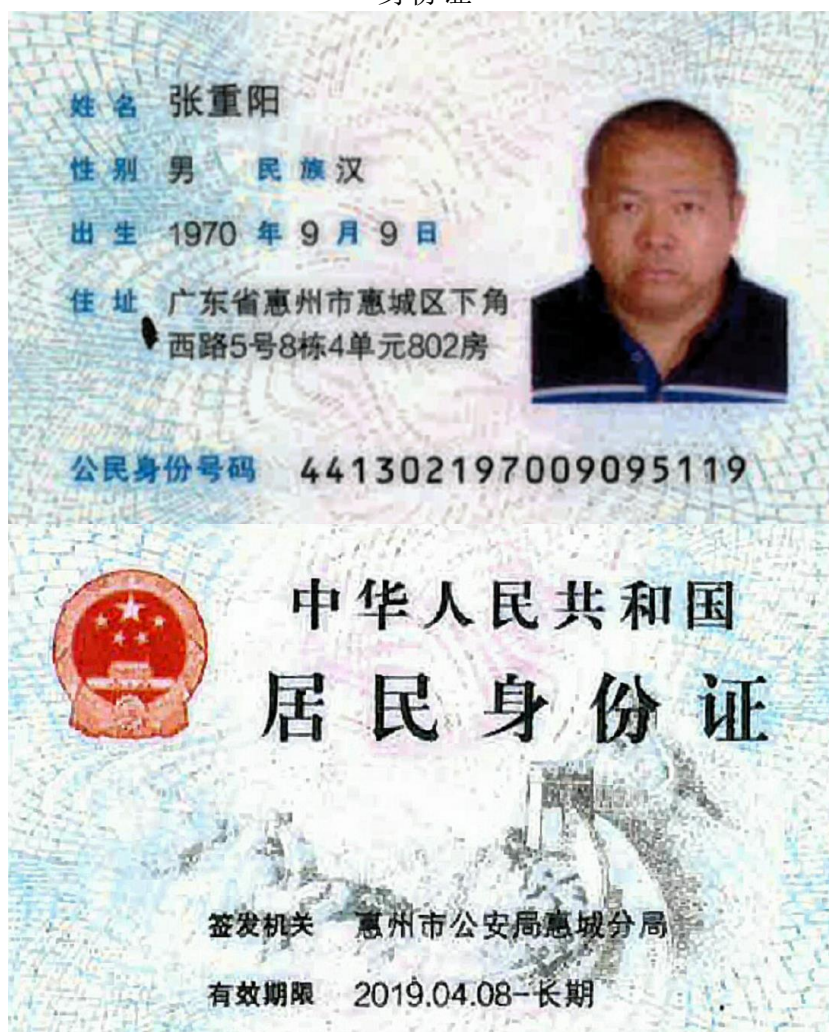 姓名 张重阳
性别 男 民族 汉
出生 1970 年 9 月 9 日
住址 广东省惠州市惠城区下角
西路5号8栋4单元802房
公民身份号码 441302197009095119
中华人民共和国
居民身份证
签发机关 惠州市公安局惠城分局
有效期限 2019.04.08-长期